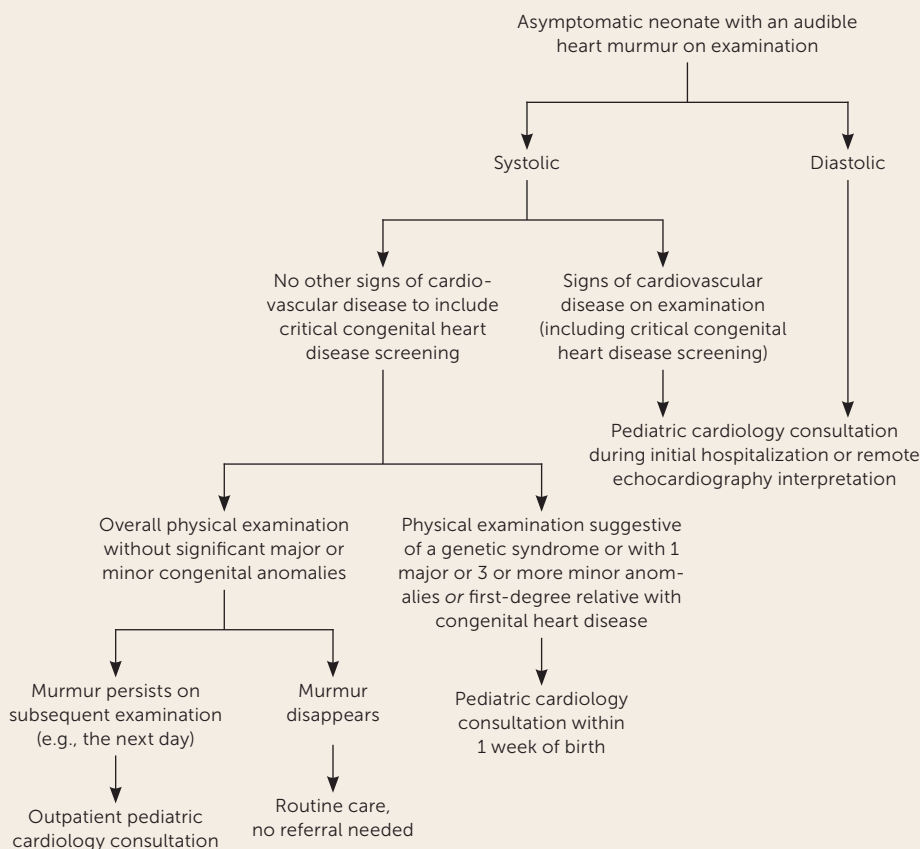 Asymptomatic neonate with an audible
heart murmur on examination
Systolic
Diastolic
No other signs of cardio-
vascular disease to include
critical congenital heart
disease screening
Signs of cardiovascular
disease on examination
(including critical congenital
heart disease screening)
Pediatric cardiology consultation
during initial hospitalization or remote
echocardiography interpretation
Overall physical examination
without significant major or
minor congenital anomalies
Physical examination suggestive
of a genetic syndrome or with 1
major or 3 or more minor anom-
alies or first-degree relative with
congenital heart disease
Murmur persists on
subsequent examination
(e.g., the next day)
Murmur
disappears
Pediatric cardiology
consultation within
1 week of birth
Outpatient pediatric
cardiology consultation
Routine care,
no referral needed